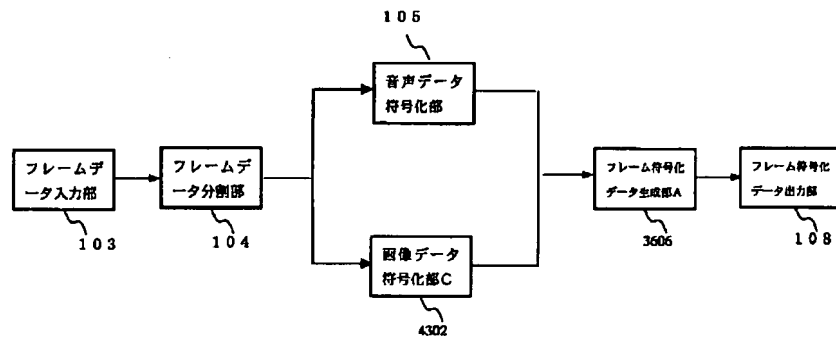 105
音声データ
符号化部
フレームデ
ータ入力部
103
フレームデ
ータ分割部
104
画像データ
符号化部C
4302
フレーム符号化
データ生成部A
3606
フレーム符号化
データ出力部
108